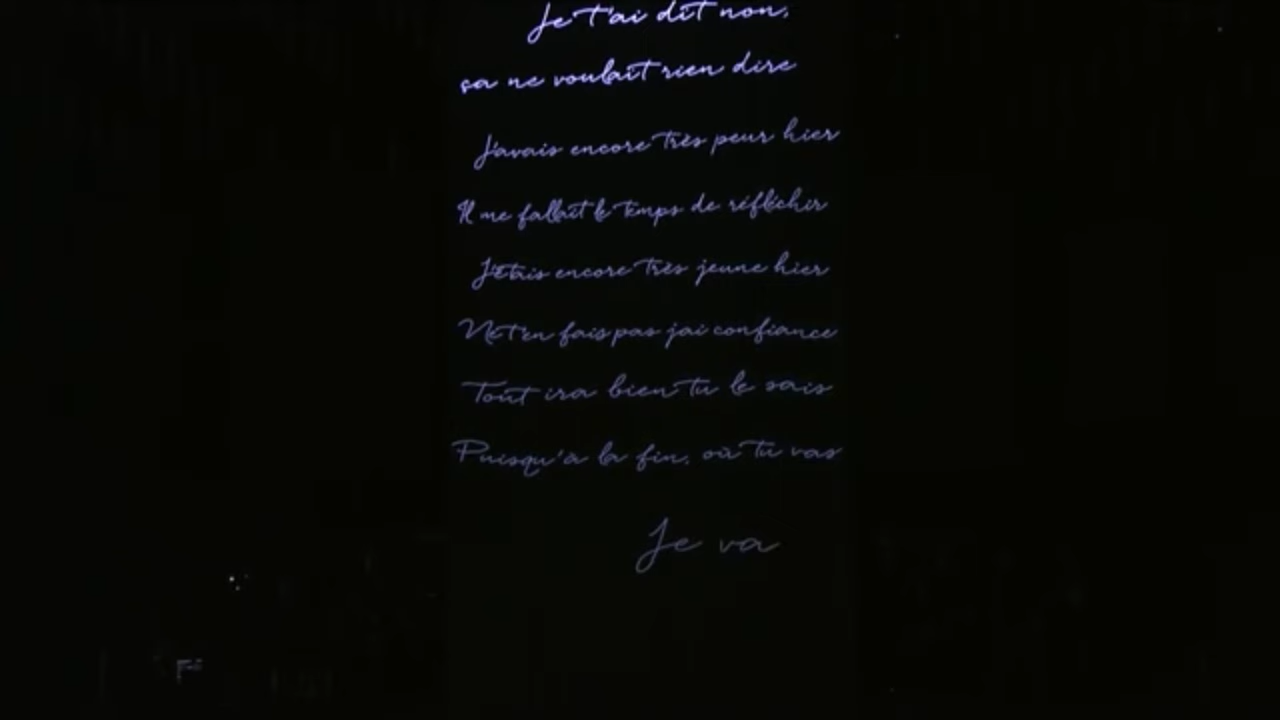 Je t'ai dit non,
ça ne voulait rien dire
J'avais encore très peur hier
Il me fallait le temps de réfléchir
J'étais encore très jeune hier
Ne t'en fais pas j'ai confiance
Tout ira bien tu le sais
Puisqu'à la fin, où tu vas
Je va